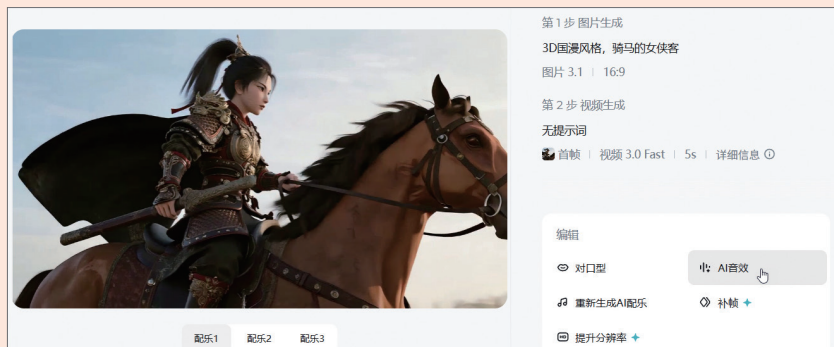 第1步 图片生成
3D国漫风格，骑马的女侠客
图片 3.1 | 16:9
第2步 视频生成
无提示词
首帧 | 视频 3.0 Fast | 5s | 详细信息
编辑
对口型
AI音效
重新生成AI配乐
补帧
HD 提升分辨率
配乐1 配乐2 配乐3